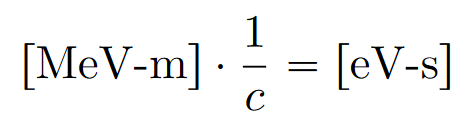 [MeV-m] · 1/c = [eV-s]